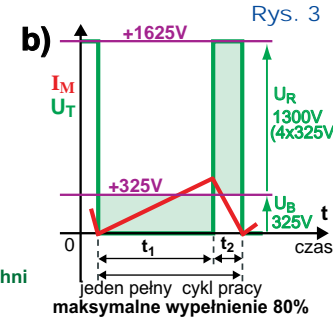 Rys. 3
b)
+1625V
I_M
U_T
U_R
1300V
(4x325V)
+325V
U_B
325V
t
0
t_1
t_2
czas
hni
jeden pełny cykl pracy
maksymalne wypełnienie 80%